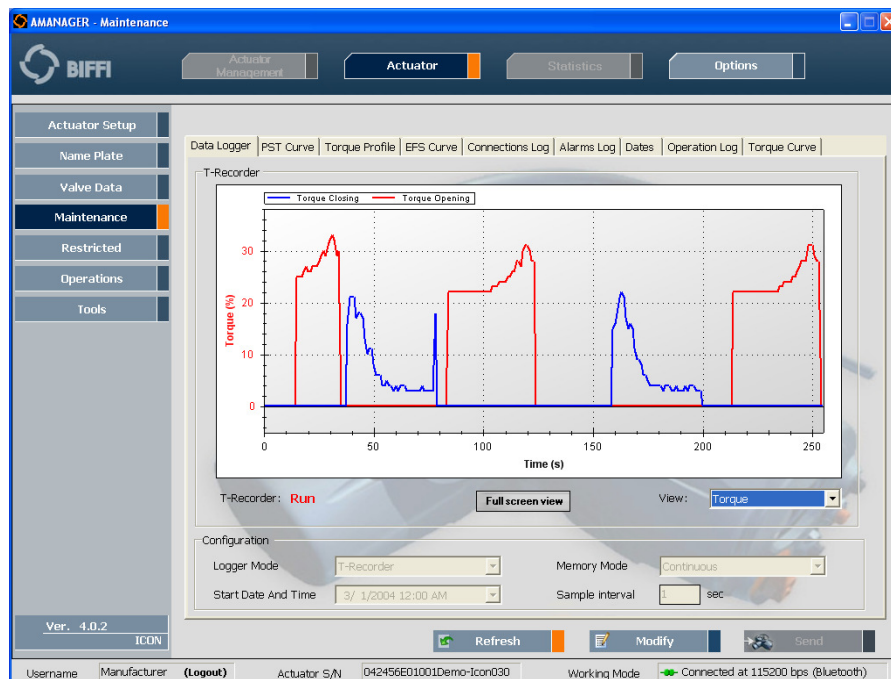 AMANAGER - Maintenance
BIFFI
Actuator Management
Actuator
Statistics
Options
Actuator Setup
Name Plate
Valve Data
Maintenance
Restricted
Operations
Tools
Data Logger PST Curve Torque Profile EFS Curve Connections Log Alarms Log Dates Operation Log Torque Curve
T-Recorder
Torque Closing Torque Opening
Torque (%)
30
20
10
0
0 50 100 150 200 250
Time (s)
T-Recorder: Run
Full screen view
View: Torque
Configuration
Logger Mode T-Recorder
Memory Mode Continuous
Start Date And Time 3/ 1/2004 12:00 AM
Sample interval 1 sec
Ver. 4.0.2
ICON
Refresh
Modify
Send
Username Manufacturer (Logout) Actuator S/N 042456E01001Demo-Icon030 Working Mode Connected at 115200 bps (Bluetooth)